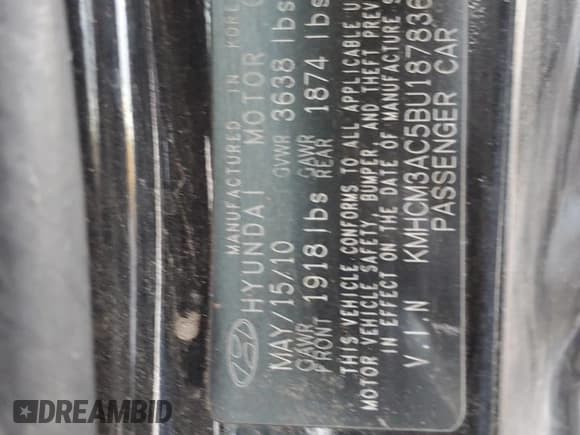 MANUFACTURED IN KORE
HYUNDAI MOTOR C
MAY/15/10 GVWR 3638 lbs
GAWR FRONT 1918 lbs GAWR REAR 1874 lbs
THIS VEHICLE CONFORMS TO ALL APPLICABLE
MOTOR VEHICLE SAFETY, BUMPER, AND THEFT PREV
IN EFFECT ON THE DATE OF MANUFACTURE S
V.I.N KMHCM3AC5BU187836
PASSENGER CAR
DREAMBID